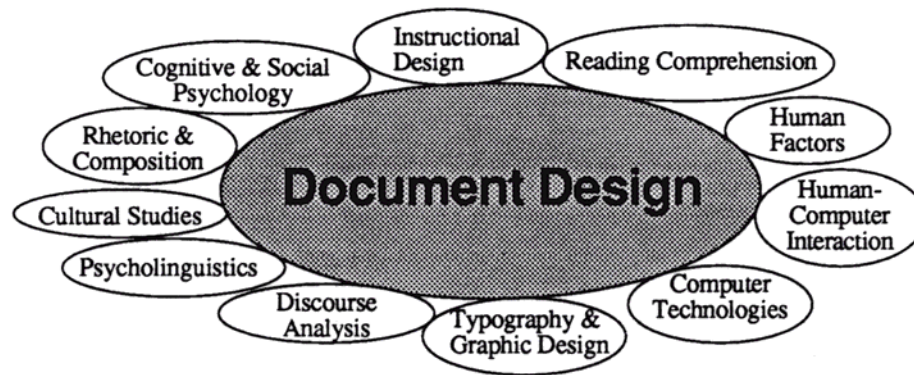 Instructional
Design
Reading Comprehension
Cognitive & Social
Psychology
Human
Factors
Rhetoric &
Composition
Document Design
Human-
Computer
Interaction
Cultural Studies
Psycholinguistics
Computer
Technologies
Discourse
Analysis
Typography &
Graphic Design